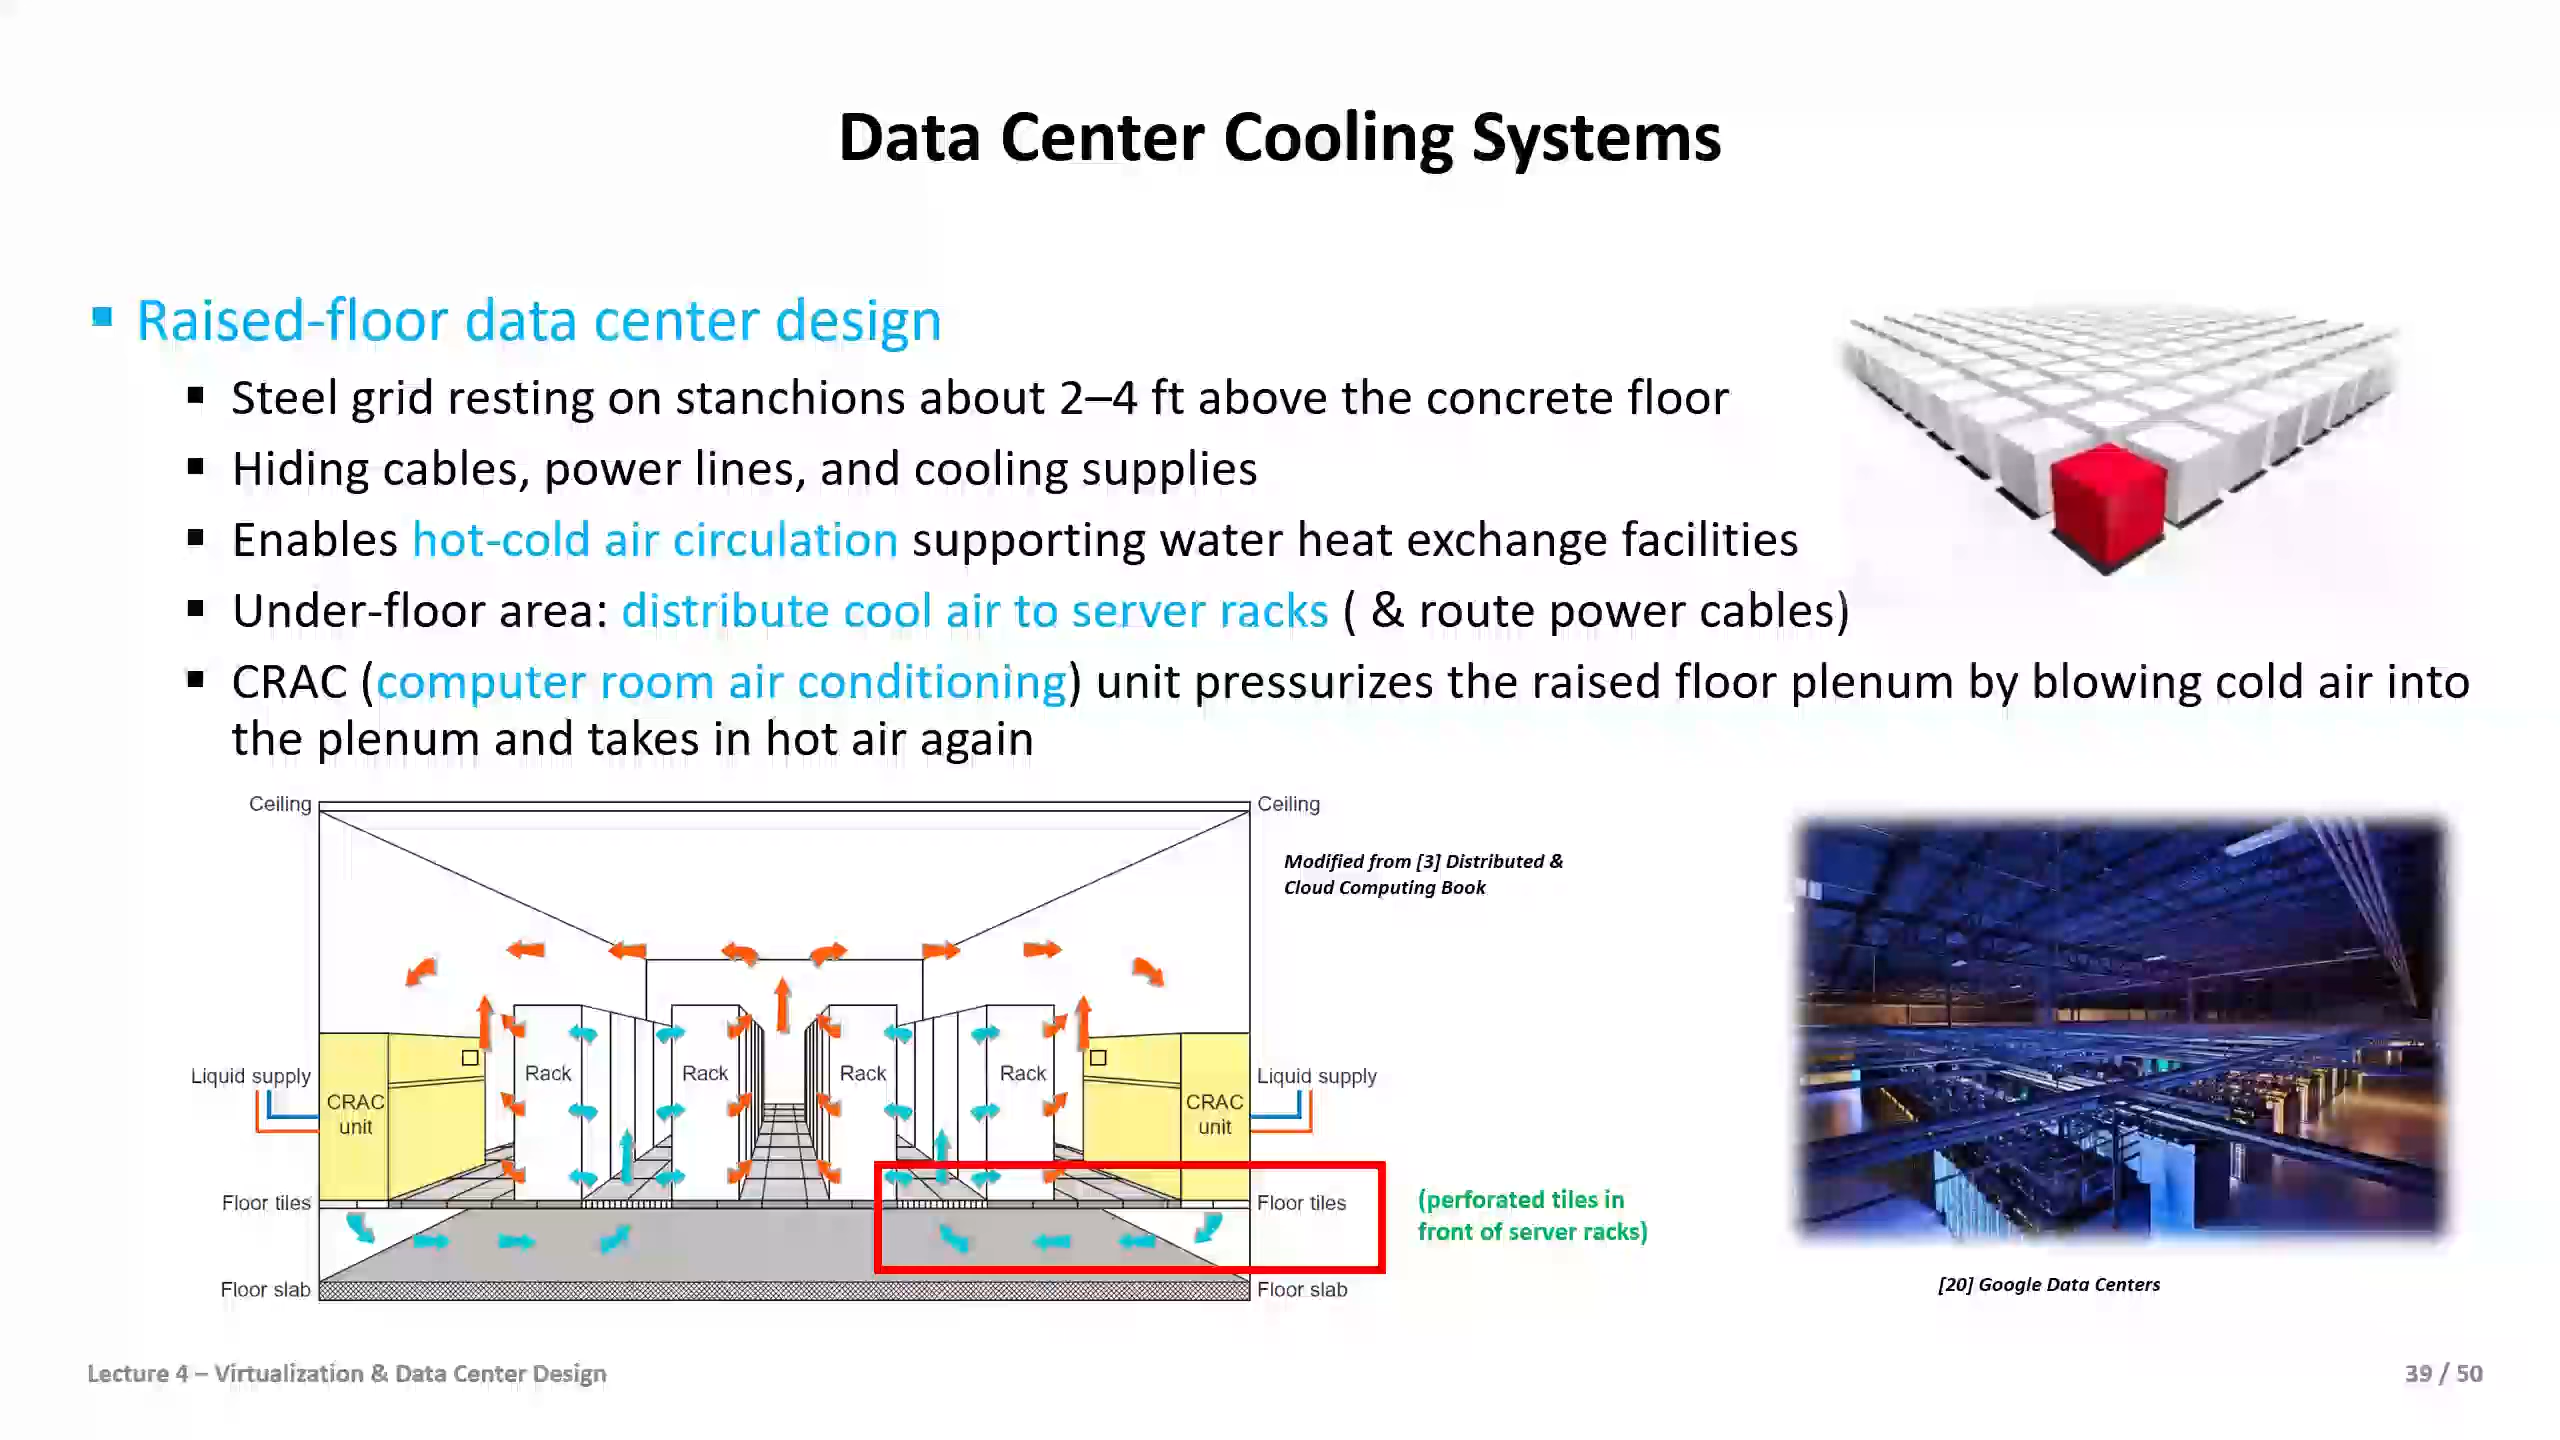 Data Center Cooling Systems
Raised-floor data center design
Steel grid resting on stanchions about 2–4 ft above the concrete floor
Hiding cables, power lines, and cooling supplies
Enables hot-cold air circulation supporting water heat exchange facilities
Under-floor area: distribute cool air to server racks ( & route power cables)
CRAC (computer room air conditioning) unit pressurizes the raised floor plenum by blowing cold air into
the plenum and takes in hot air again
Ceiling
Ceiling
Modified from [3] Distributed &
Cloud Computing Book
Rack
Rack
Rack
Rack
Liquid supply
Liquid supply
CRAC
unit
CRAC
unit
Floor tiles
Floor tiles
(perforated tiles in
front of server racks)
Floor slab
Floor slab
[20] Google Data Centers
Lecture 4 – Virtualization & Data Center Design
39 / 50